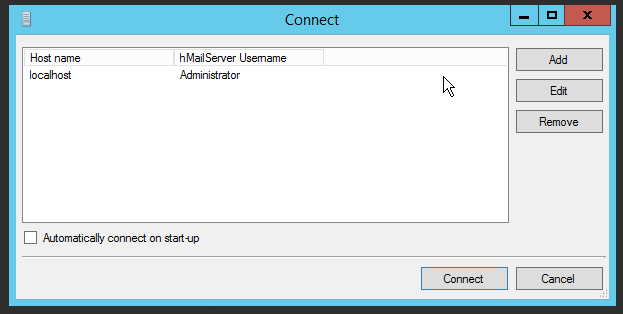 Connect
Host name hMailServer Username
localhost Administrator
Add
Edit
Remove
Automatically connect on start-up
Connect Cancel